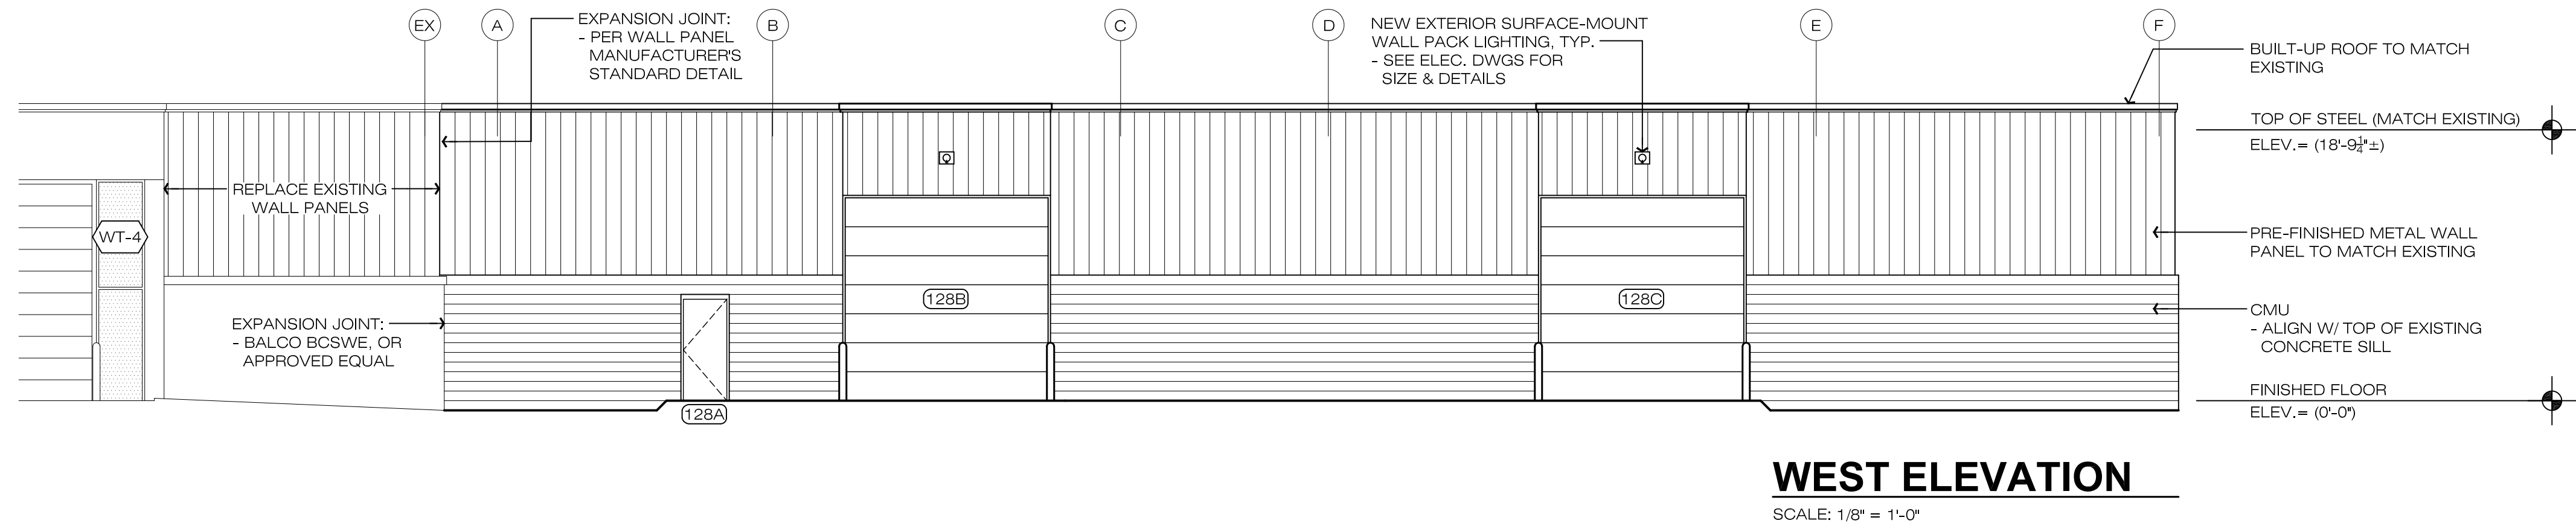 EX
A
B
C
D
E
F
EXPANSION JOINT:
- PER WALL PANEL
MANUFACTURER'S
STANDARD DETAIL
NEW EXTERIOR SURFACE-MOUNT
WALL PACK LIGHTING, TYP.
- SEE ELEC. DWGS FOR
SIZE & DETAILS
BUILT-UP ROOF TO MATCH
EXISTING
TOP OF STEEL (MATCH EXISTING)
ELEV.= (18'-9¼"±)
REPLACE EXISTING
WALL PANELS
WT-4
PRE-FINISHED METAL WALL
PANEL TO MATCH EXISTING
128B
128C
EXPANSION JOINT:
- BALCO BCSWE, OR
APPROVED EQUAL
CMU
- ALIGN W/ TOP OF EXISTING
CONCRETE SILL
FINISHED FLOOR
ELEV.= (0'-0")
128A
WEST ELEVATION
SCALE: 1/8" = 1'-0"